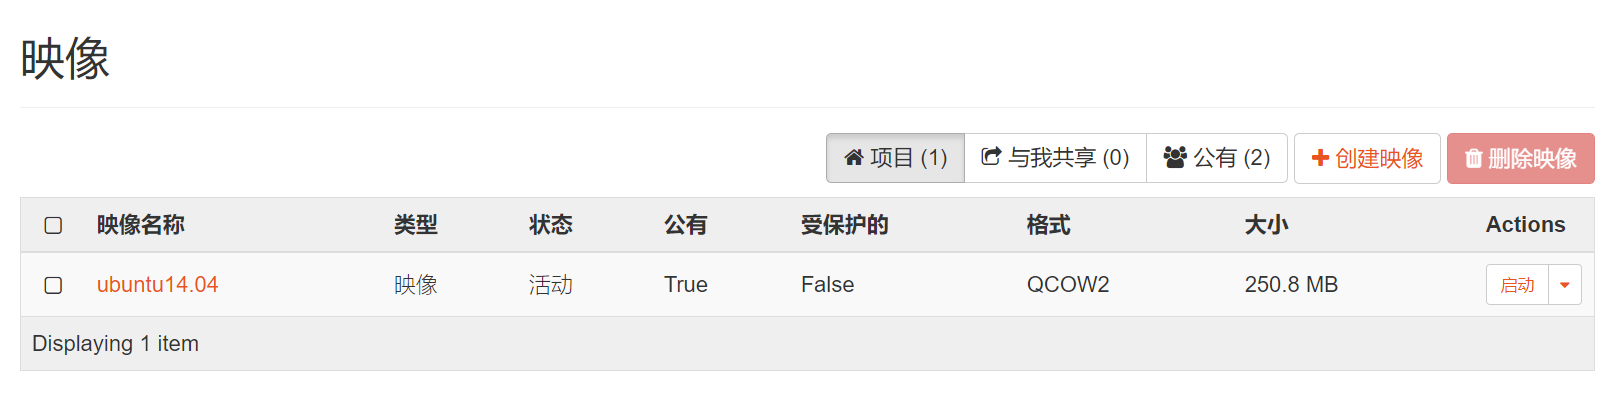 映像
项目 (1) 与我共享 (0) 公有 (2) 创建映像 删除映像
映像名称 类型 状态 公有 受保护的 格式 大小 Actions
ubuntu14.04 映像 活动 True False QCOW2 250.8 MB 启动
Displaying 1 item